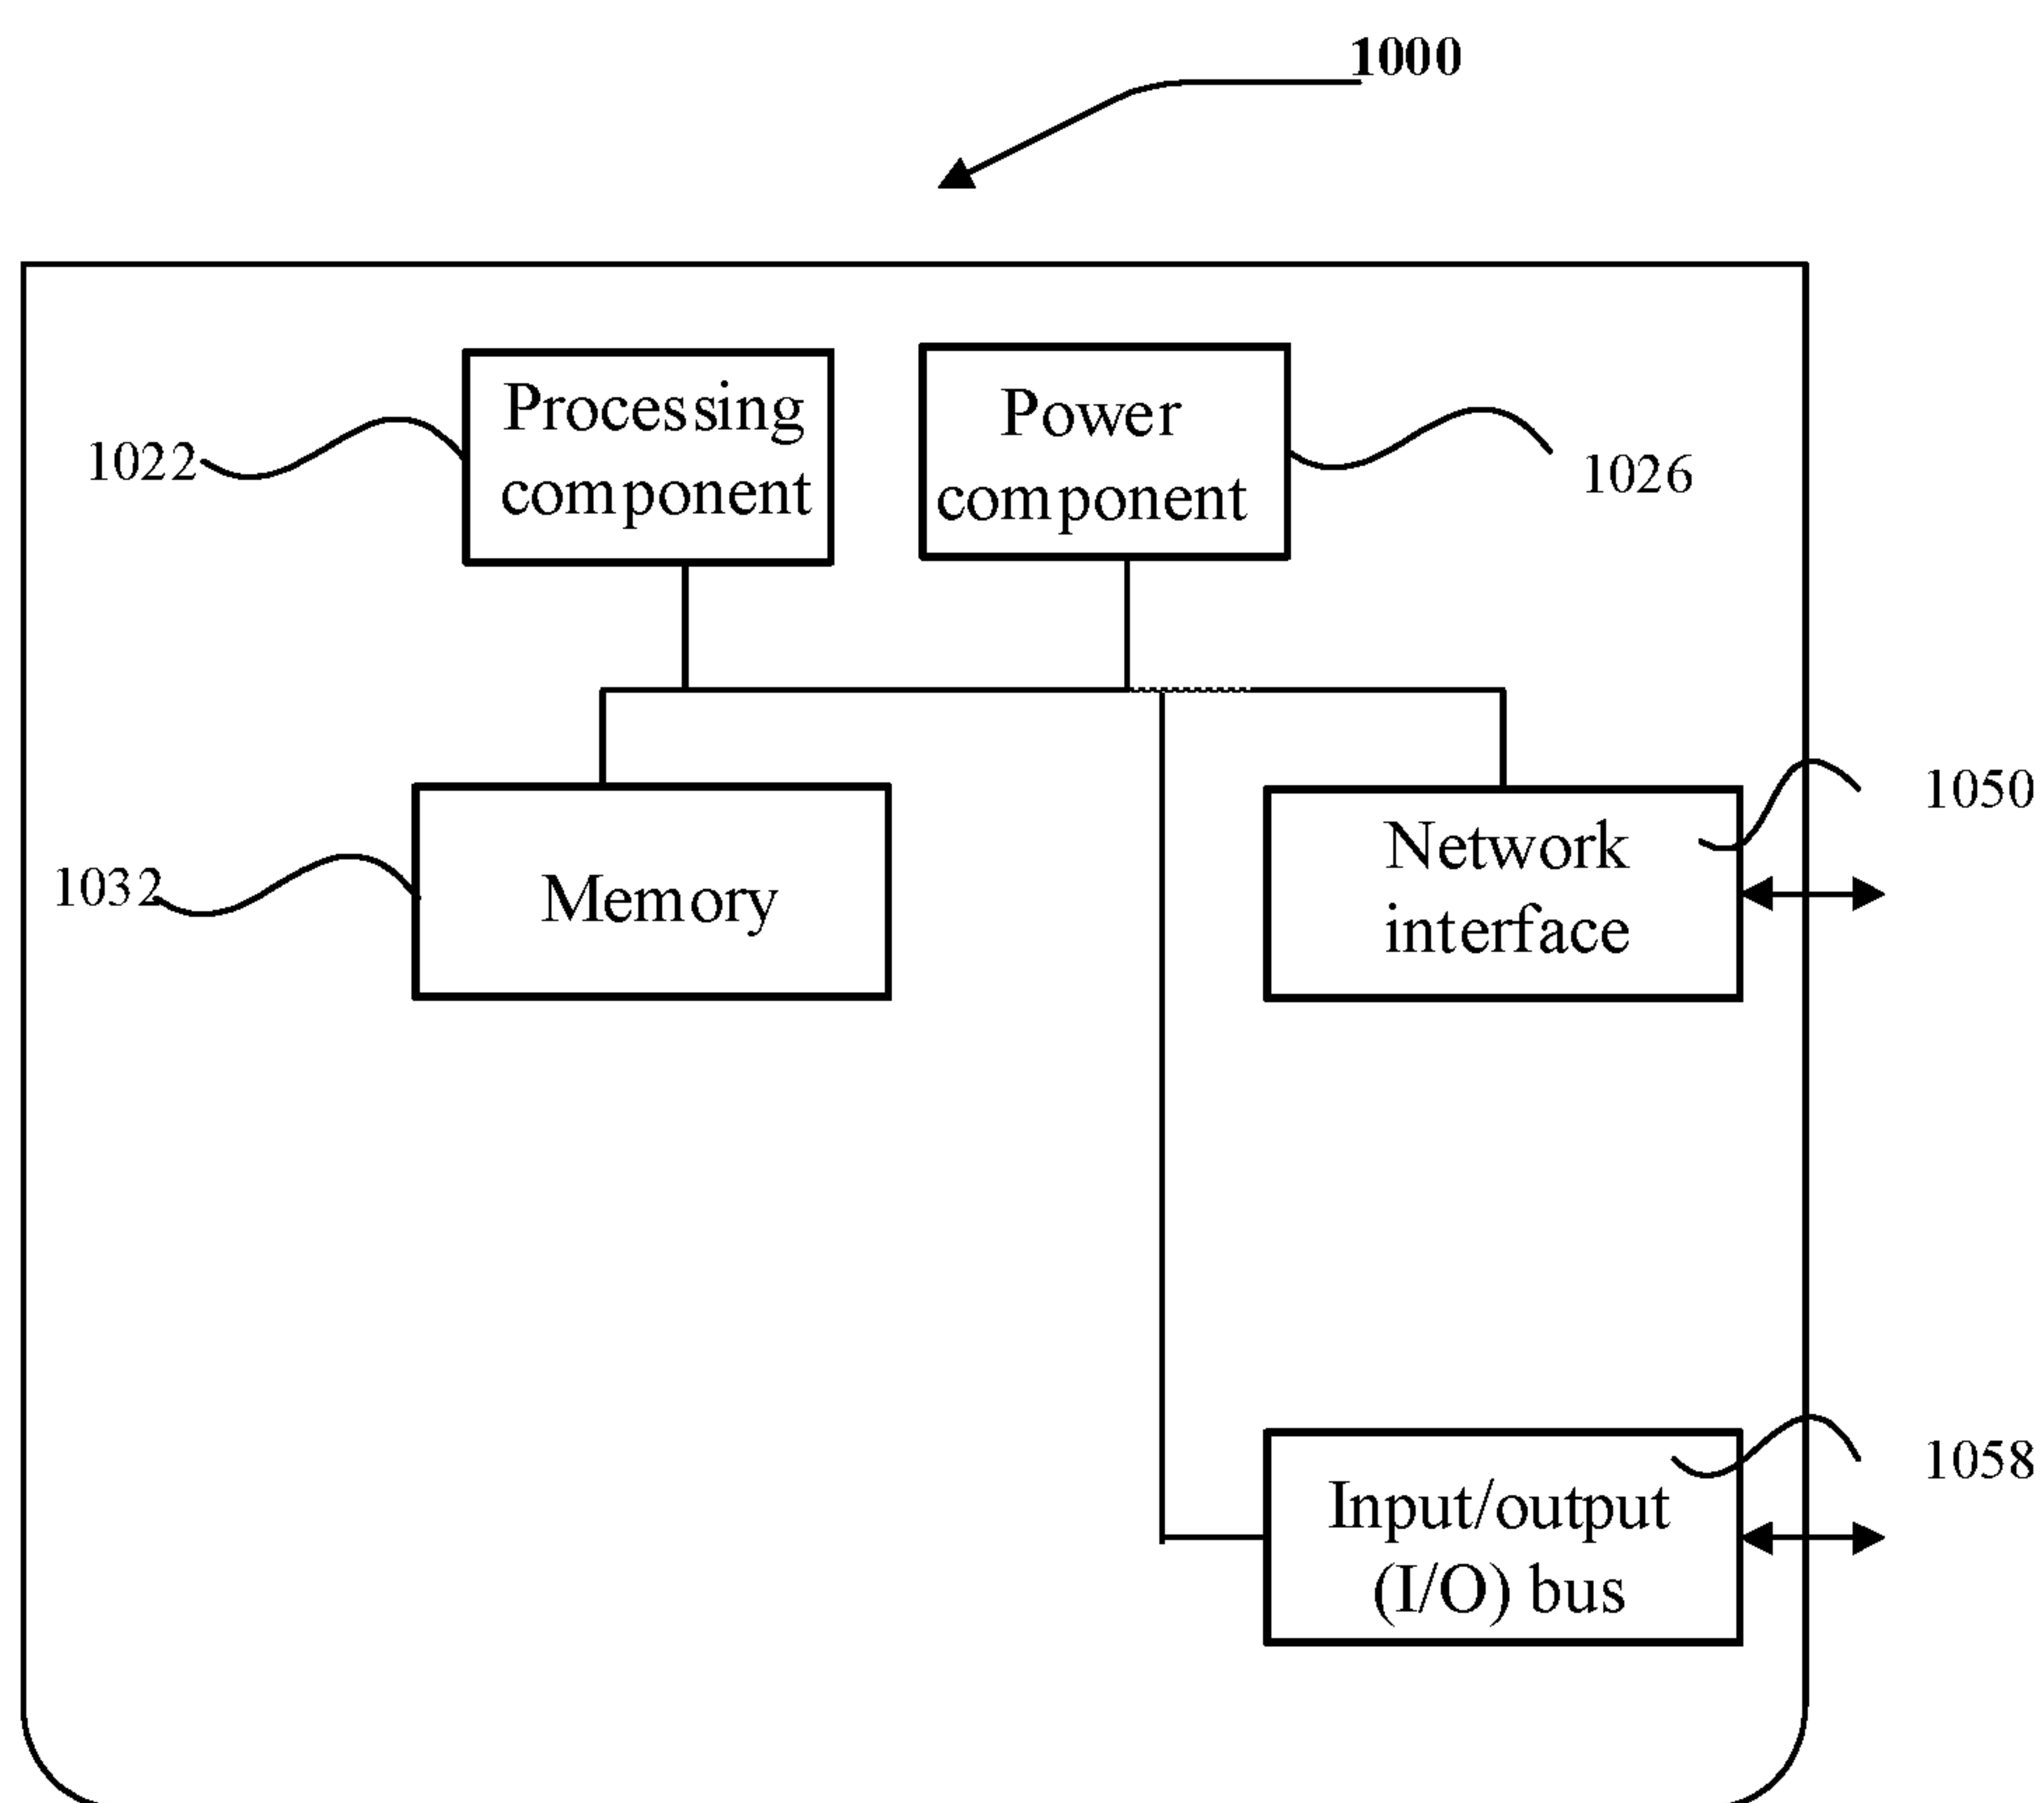 1000
Processing
component
Power
component
1022
1026
Memory
1032
Network
interface
1050
Input/output
(I/O) bus
1058